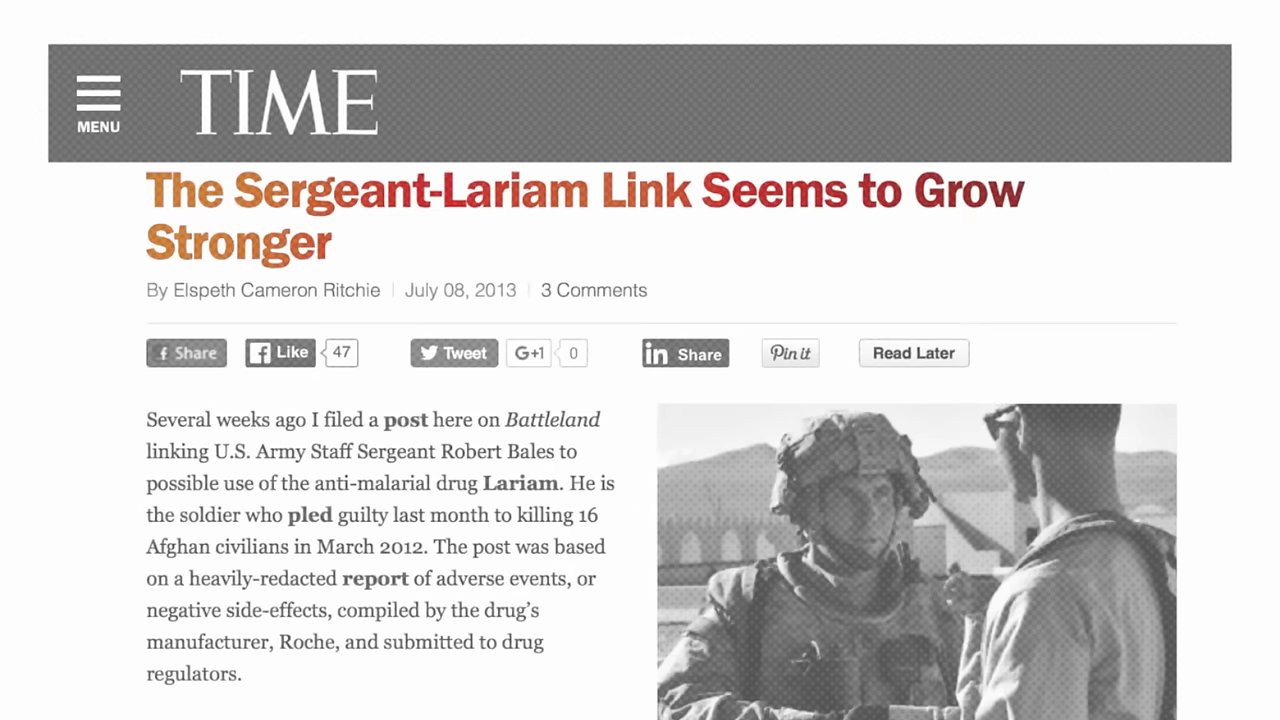 MENU
TIME
The Sergeant-Lariam Link Seems to Grow
Stronger
By Elspeth Cameron Ritchie | July 08, 2013 | 3 Comments
Share Like 47 Tweet G+1 0 in Share Pin it Read Later
Several weeks ago I filed a post here on Battleland
linking U.S. Army Staff Sergeant Robert Bales to
possible use of the anti-malarial drug Lariam. He is
the soldier who pled guilty last month to killing 16
Afghan civilians in March 2012. The post was based
on a heavily-redacted report of adverse events, or
negative side-effects, compiled by the drug’s
manufacturer, Roche, and submitted to drug
regulators.